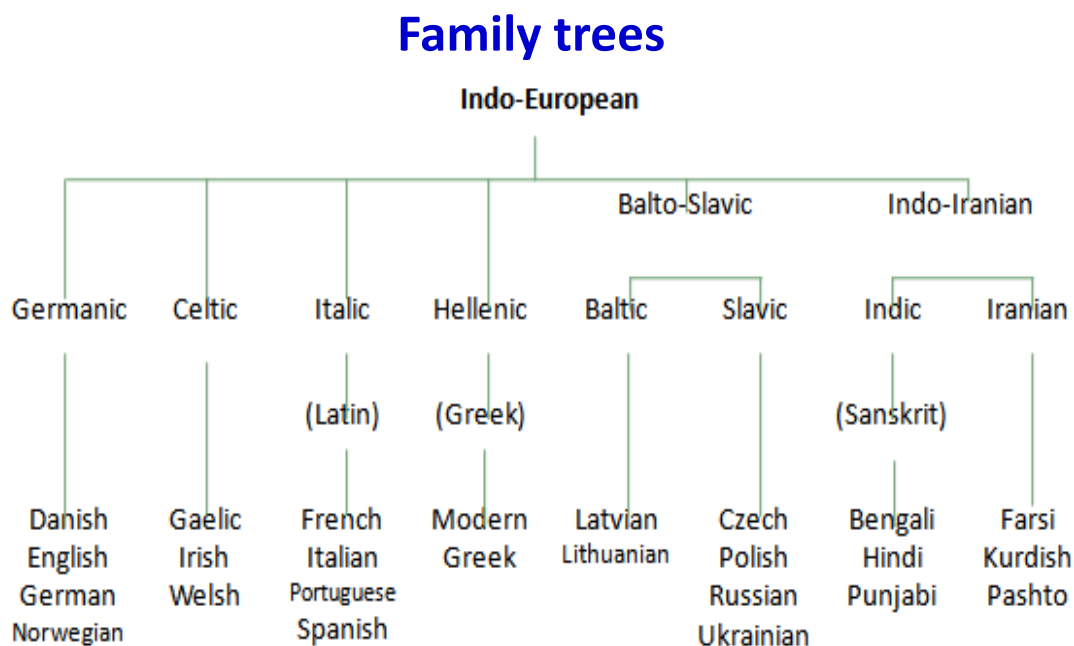 Family trees
Indo-European
Balto-Slavic Indo-Iranian
Germanic Celtic Italic Hellenic Baltic Slavic Indic Iranian
(Latin) (Greek) (Sanskrit)
Danish Gaelic French Modern Latvian Czech Bengali Farsi
English Irish Italian Greek Lithuanian Polish Hindi Kurdish
German Welsh Portuguese Russian Punjabi Pashto
Norwegian Spanish Ukrainian